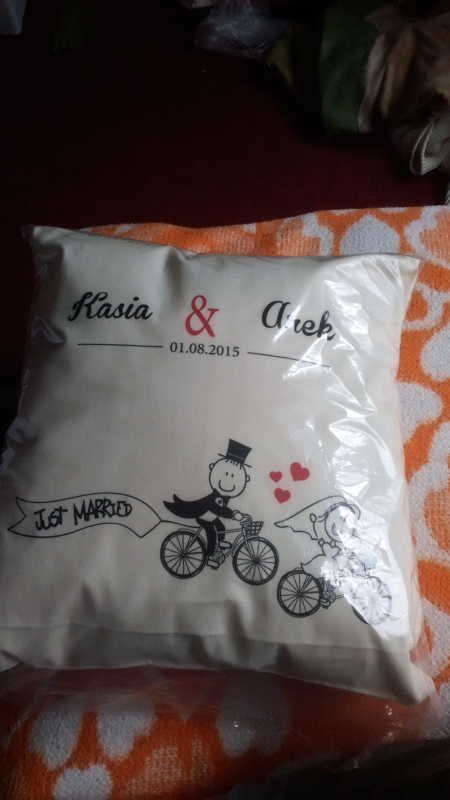 Kasia & Arek
01.08.2015
JUST MARRIED